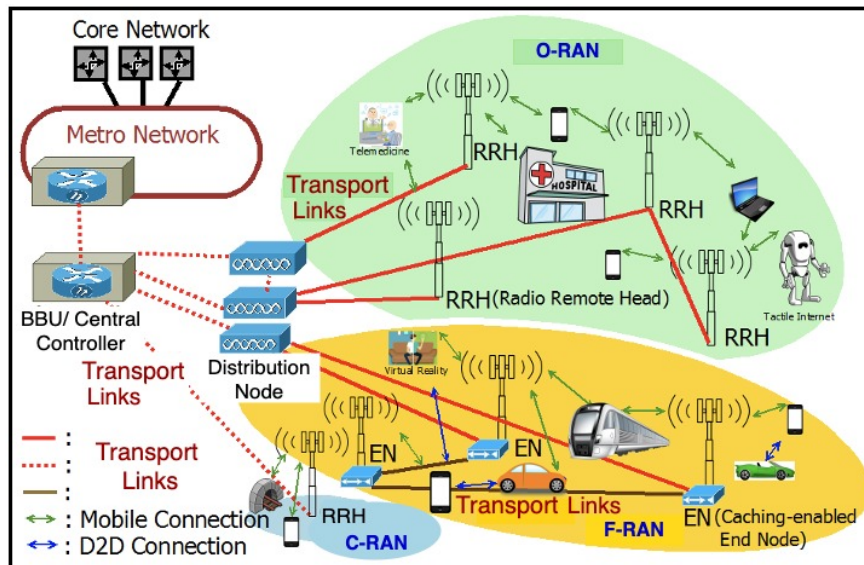 Core Network
Metro Network
BBU/ Central
Controller
Transport
Links
Distribution
Node
Transport
Links
O-RAN
Telemedicine
RRH
HOSPITAL
RRH
RRH (Radio Remote Head)
RRH
Tactile Internet
Virtual Reality
EN
EN
Transport Links
EN (Caching-enabled
End Node)
F-RAN
RRH
C-RAN
:
: Transport
: Links
: Mobile Connection
: D2D Connection